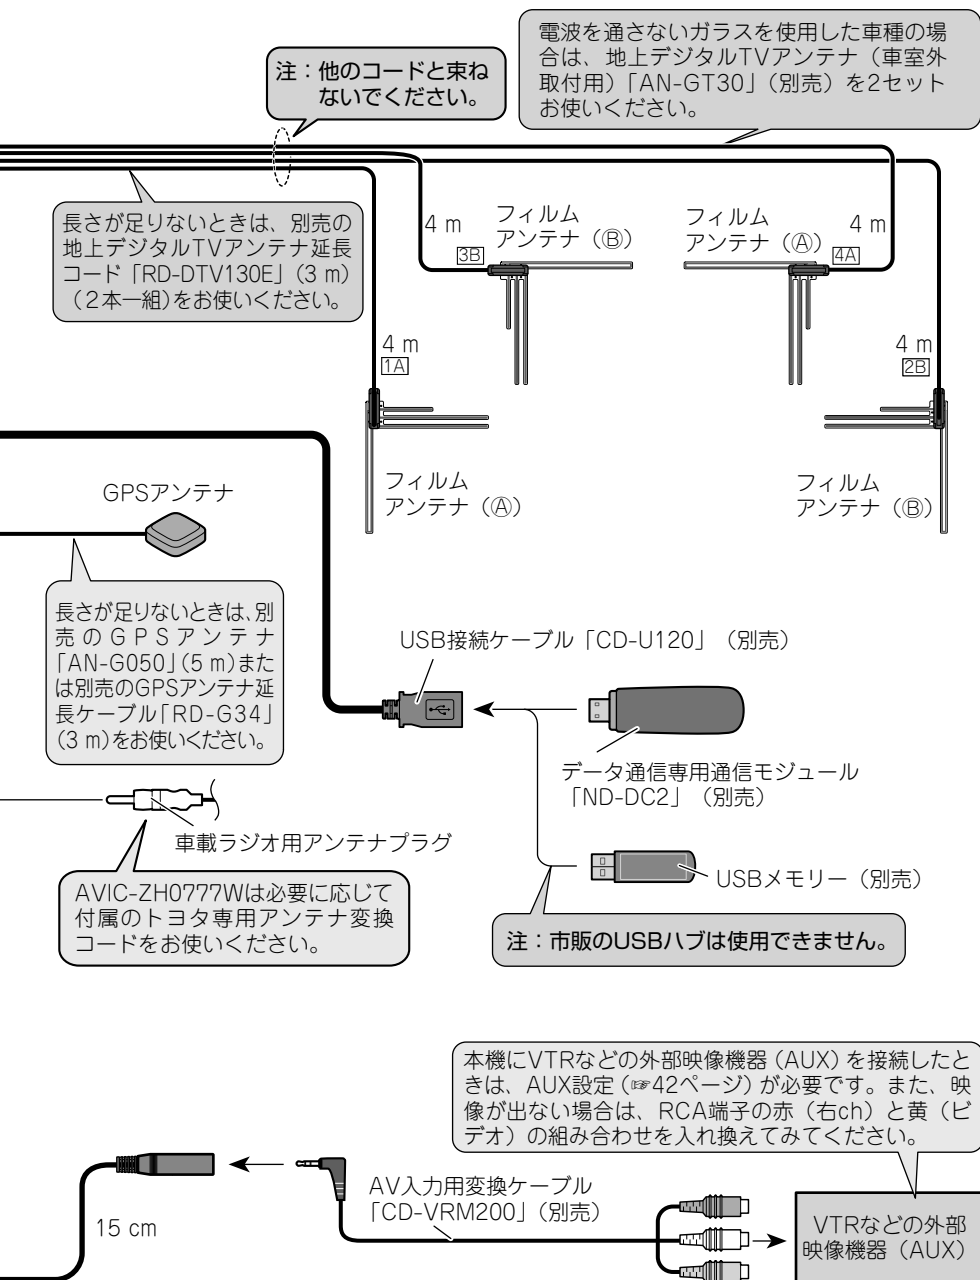 電波を通さないガラスを使用した車種の場
合は、地上デジタルTVアンテナ（車室外
取付用）「AN-GT30」（別売）を2セット
お使いください。
注：他のコードと束ね
ないでください。
長さが足りないときは、別売の
地上デジタルTVアンテナ延長
コード「RD-DTV130E」（3 m）
（2本一組）をお使いください。
4 m
3B
フィルム
アンテナ（Ⓑ）
フィルム
アンテナ（Ⓐ）
4 m
4A
4 m
1A
4 m
2B
フィルム
アンテナ（Ⓐ）
フィルム
アンテナ（Ⓑ）
GPSアンテナ
長さが足りないときは、別
売のGPSアンテナ
「AN-G050」（5 m）また
は別売のGPSアンテナ延
長ケーブル「RD-G34」
（3 m）をお使いください。
USB接続ケーブル「CD-U120」（別売）
データ通信専用通信モジュール
「ND-DC2」（別売）
車載ラジオ用アンテナプラグ
AVIC-ZH0777Wは必要に応じて
付属のトヨタ専用アンテナ変換
コードをお使いください。
USBメモリー（別売）
注：市販のUSBハブは使用できません。
本機にVTRなどの外部映像機器（AUX）を接続したと
きは、AUX設定（☞42ページ）が必要です。また、映
像が出ない場合は、RCA端子の赤（右ch）と黄（ビ
デオ）の組み合わせを入れ換えてみてください。
AV入力用変換ケーブル
「CD-VRM200」（別売）
15 cm
VTRなどの外部
映像機器（AUX）